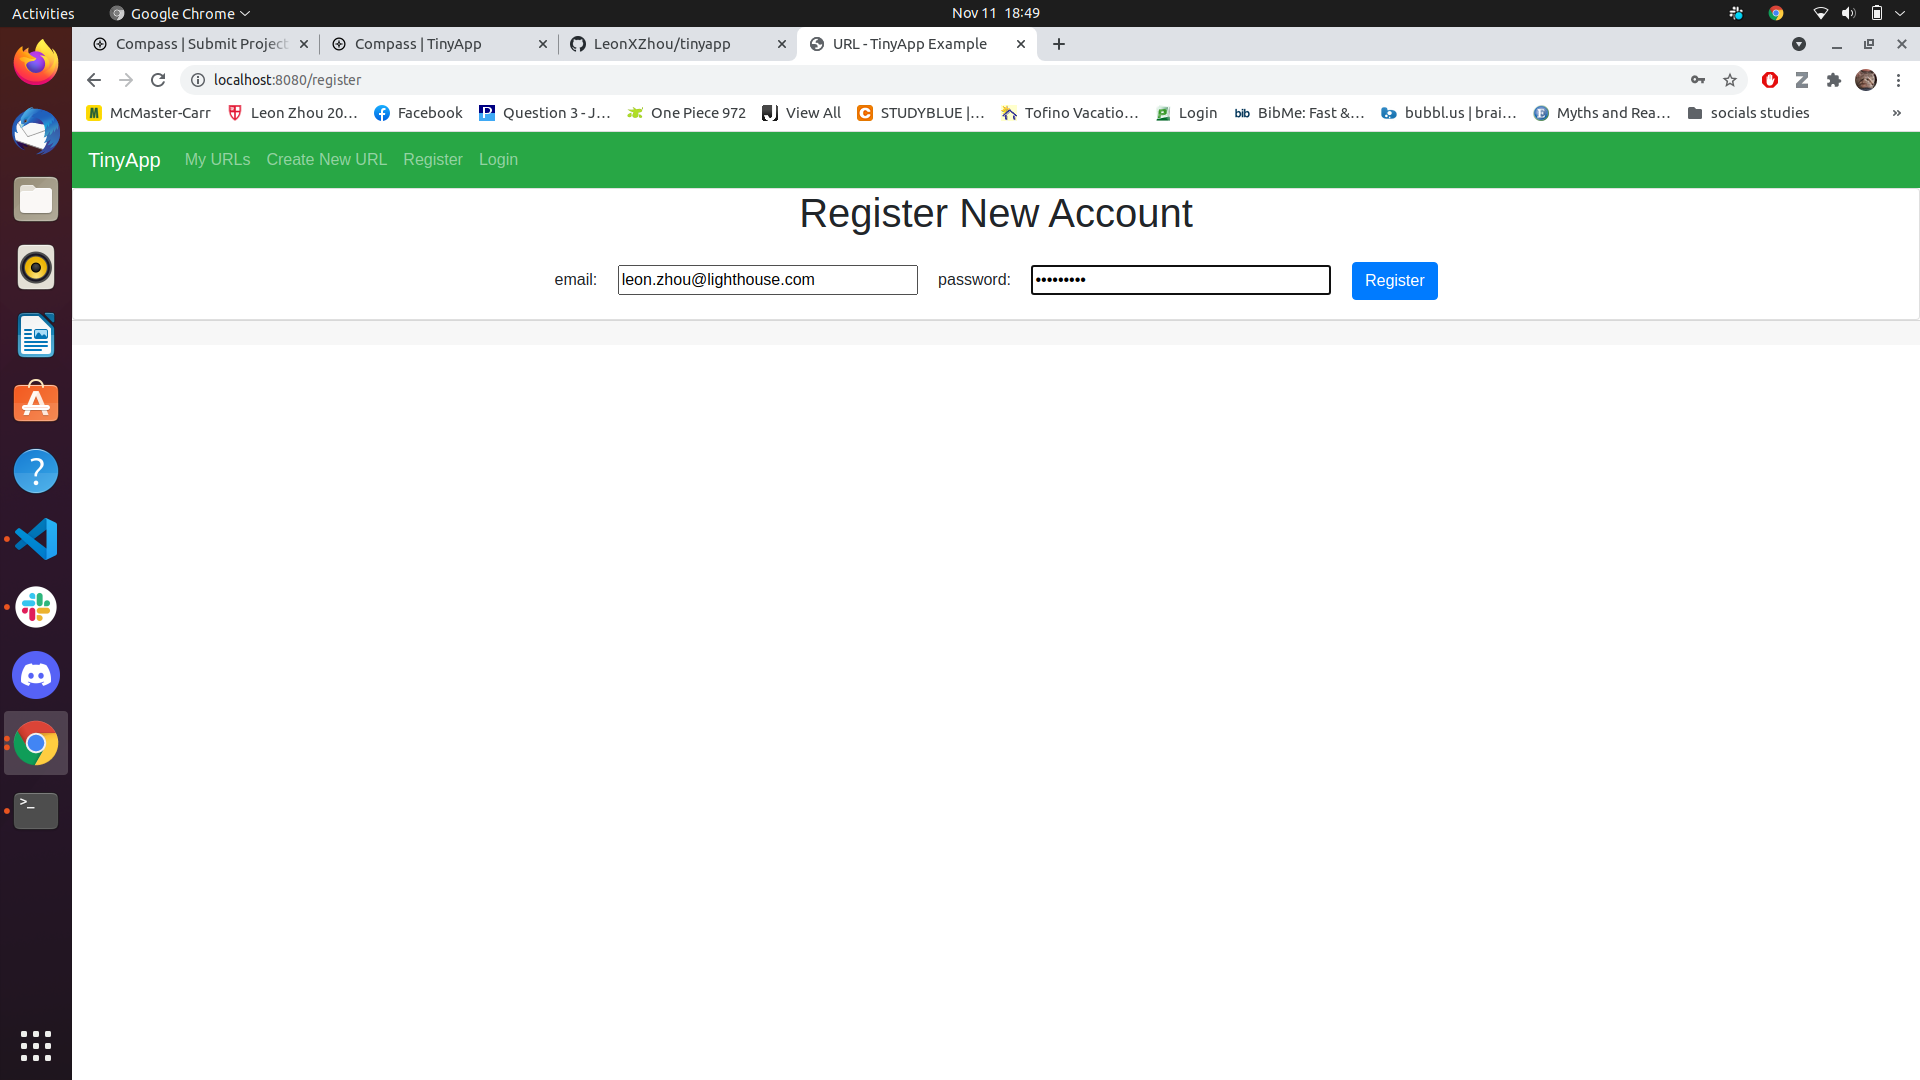 Activities
Google Chrome
Nov 11 18:49
Compass | Submit Project
Compass | TinyApp
LeonXZhou/tinyapp
URL - TinyApp Example
localhost:8080/register
McMaster-Carr
Leon Zhou 20...
Facebook
Question 3 - J...
One Piece 972
View All
STUDYBLUE |...
Tofino Vacatio...
Login
bib
BibMe: Fast &...
bubbl.us | brai...
Myths and Rea...
socials studies
»
TinyApp
My URLs
Create New URL
Register
Login
Register New Account
email:
leon.zhou@lighthouse.com
password:
•••••••••
Register